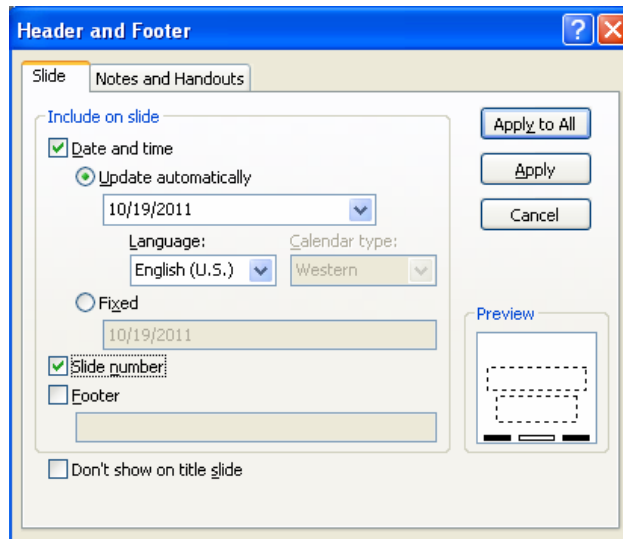 Header and Footer
Slide
Notes and Handouts
Include on slide
Date and time
Update automatically
10/19/2011
Language:
Calendar type:
English (U.S.)
Western
Fixed
10/19/2011
Slide number
Footer
Don't show on title slide
Apply to All
Apply
Cancel
Preview